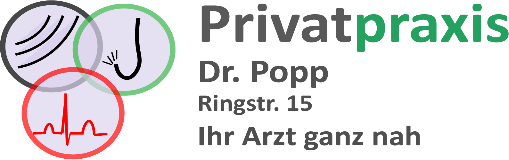 Privatpraxis
Dr. Popp
Ringstr. 15
Ihr Arzt ganz nah